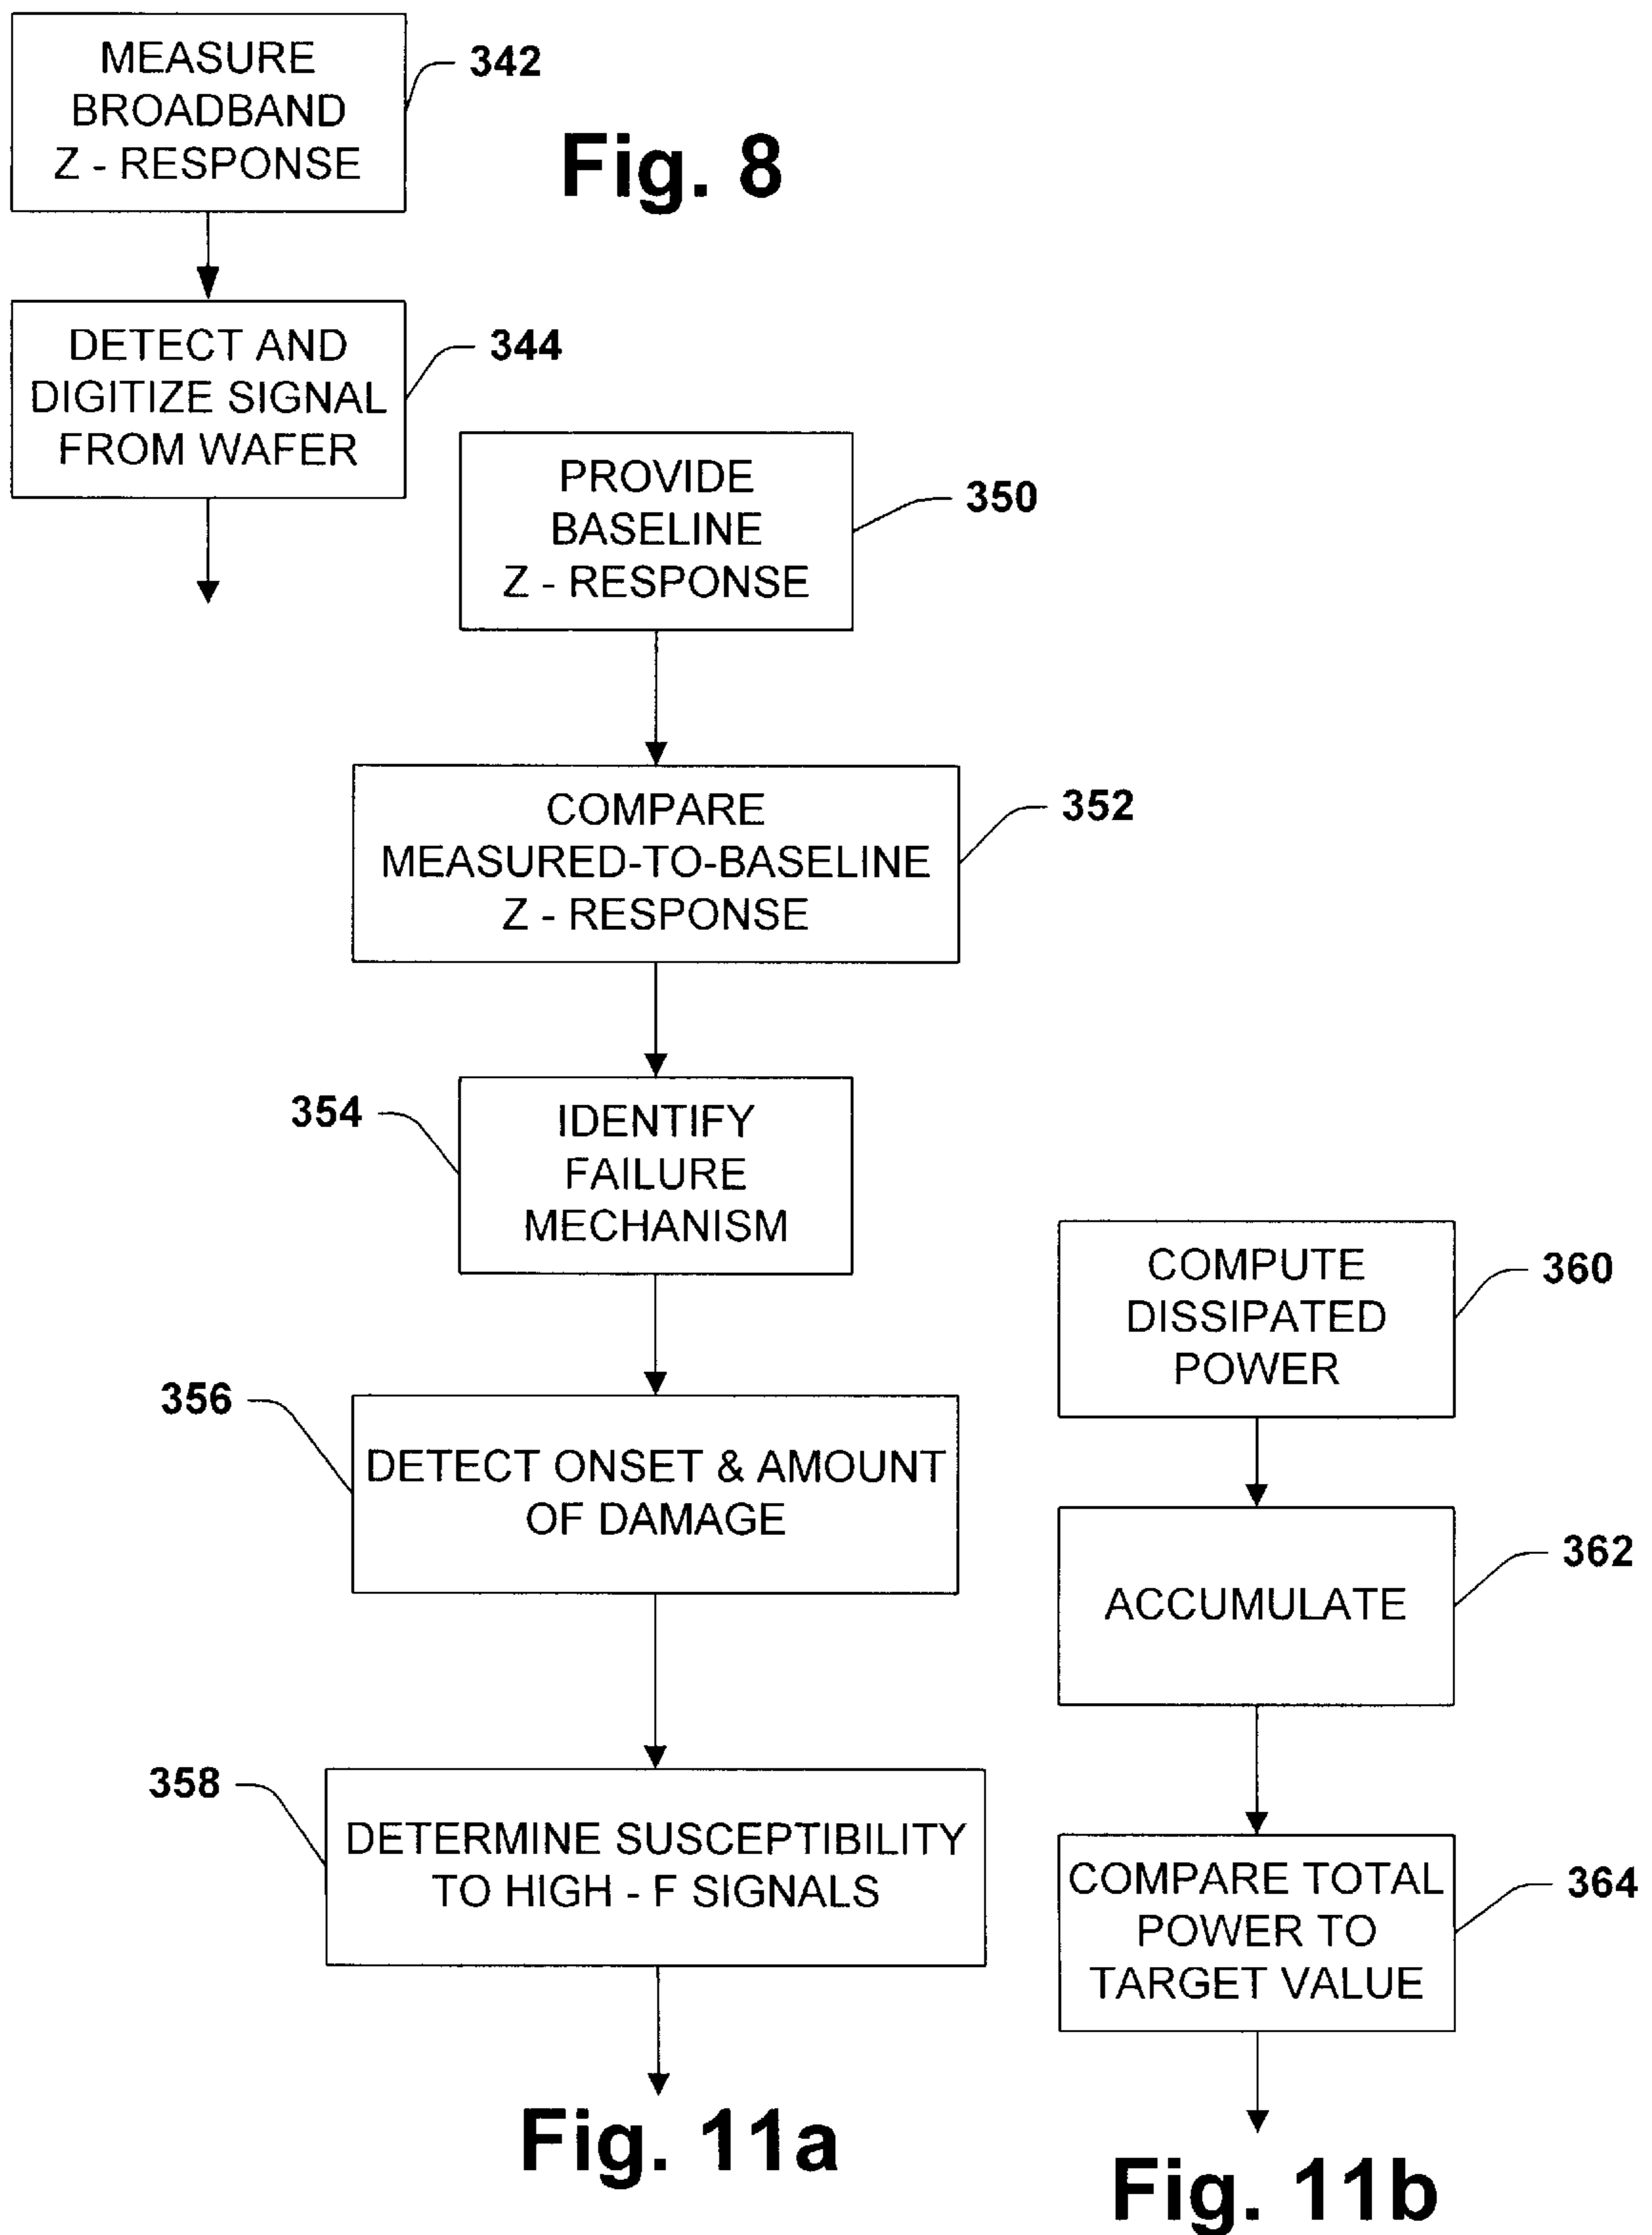 MEASURE
BROADBAND
Z - RESPONSE
342
Fig. 8
DETECT AND
DIGITIZE SIGNAL
FROM WAFER
344
PROVIDE
BASELINE
Z - RESPONSE
350
COMPARE
MEASURED-TO-BASELINE
Z - RESPONSE
352
354
IDENTIFY
FAILURE
MECHANISM
356
DETECT ONSET & AMOUNT
OF DAMAGE
358
DETERMINE SUSCEPTIBILITY
TO HIGH - F SIGNALS
Fig. 11a
COMPUTE
DISSIPATED
POWER
360
ACCUMULATE
362
COMPARE TOTAL
POWER TO
TARGET VALUE
364
Fig. 11b